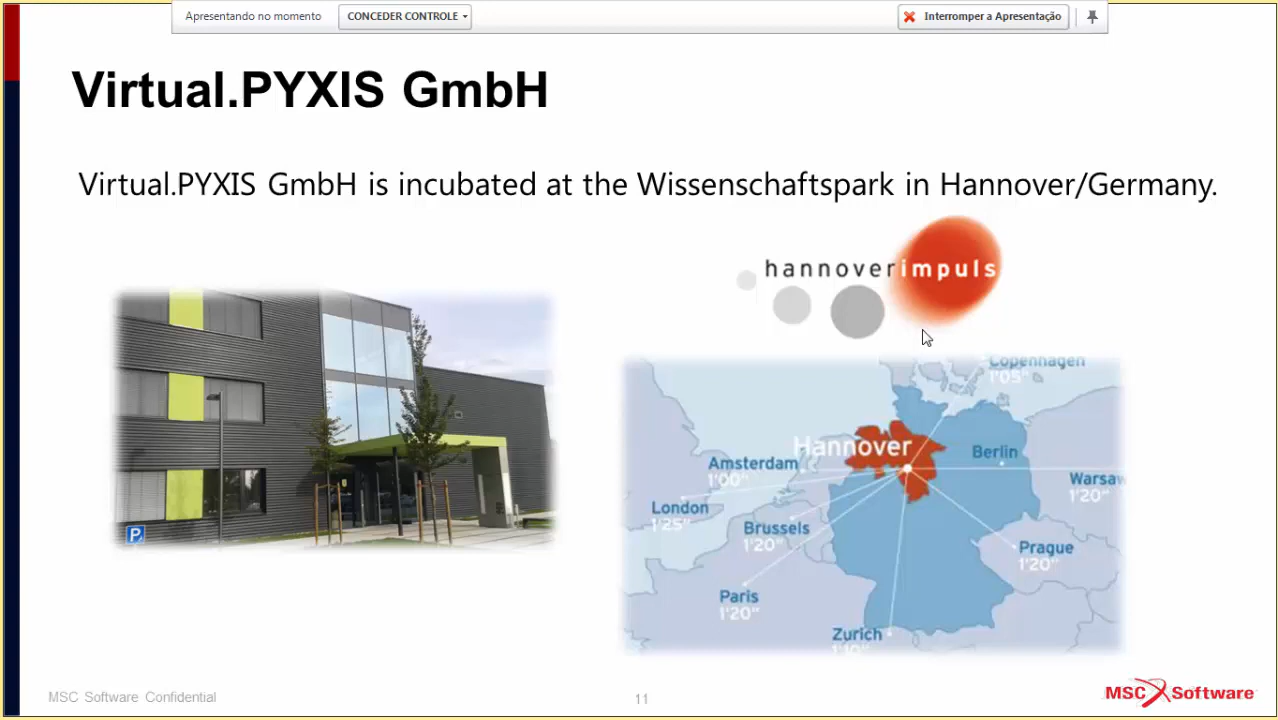 Apresentando no momento
CONCEDER CONTROLE
Interromper a Apresentação
Virtual.PYXIS GmbH
Virtual.PYXIS GmbH is incubated at the Wissenschaftspark in Hannover/Germany.
hannoverimpuls
Copenhagen
1'05"
Hannover
Berlin
Amsterdam
1'00"
Warsaw
1'20"
London
1'25"
Brussels
1'20"
Prague
1'20"
Paris
1'20"
Zurich
1'10"
P
MSC Software Confidential
11
MSC Software